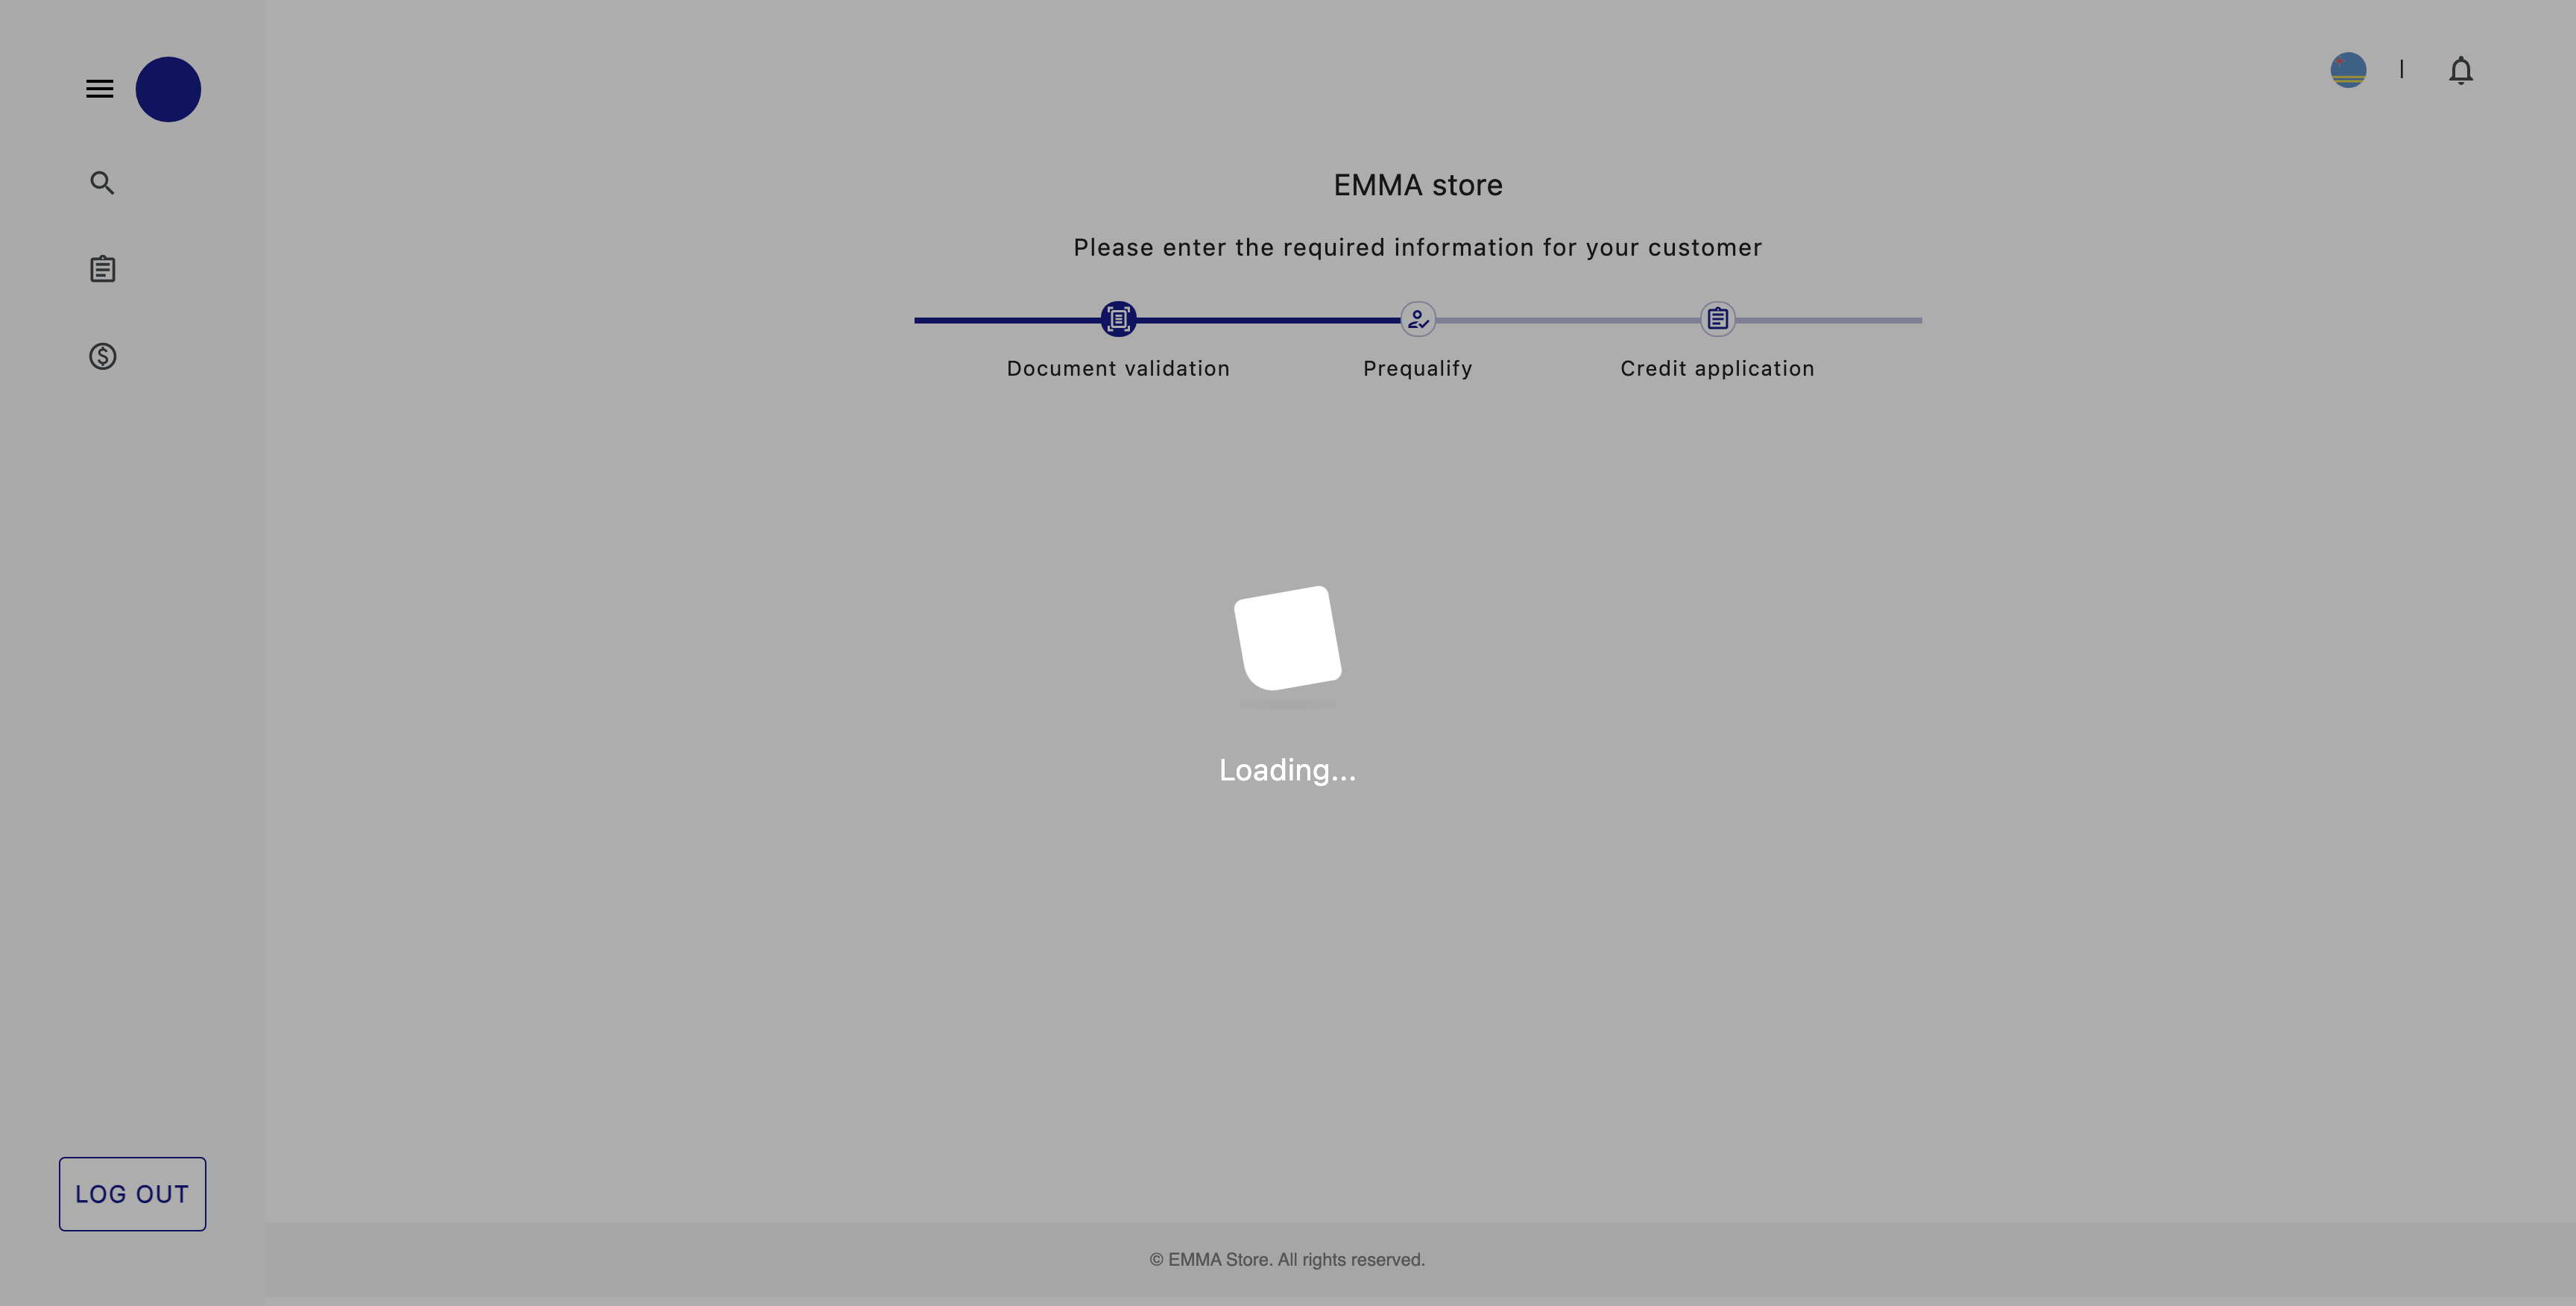 EMMA store
Please enter the required information for your customer
Document validation
Prequalify
Credit application
Loading...
LOG OUT
© EMMA Store. All rights reserved.